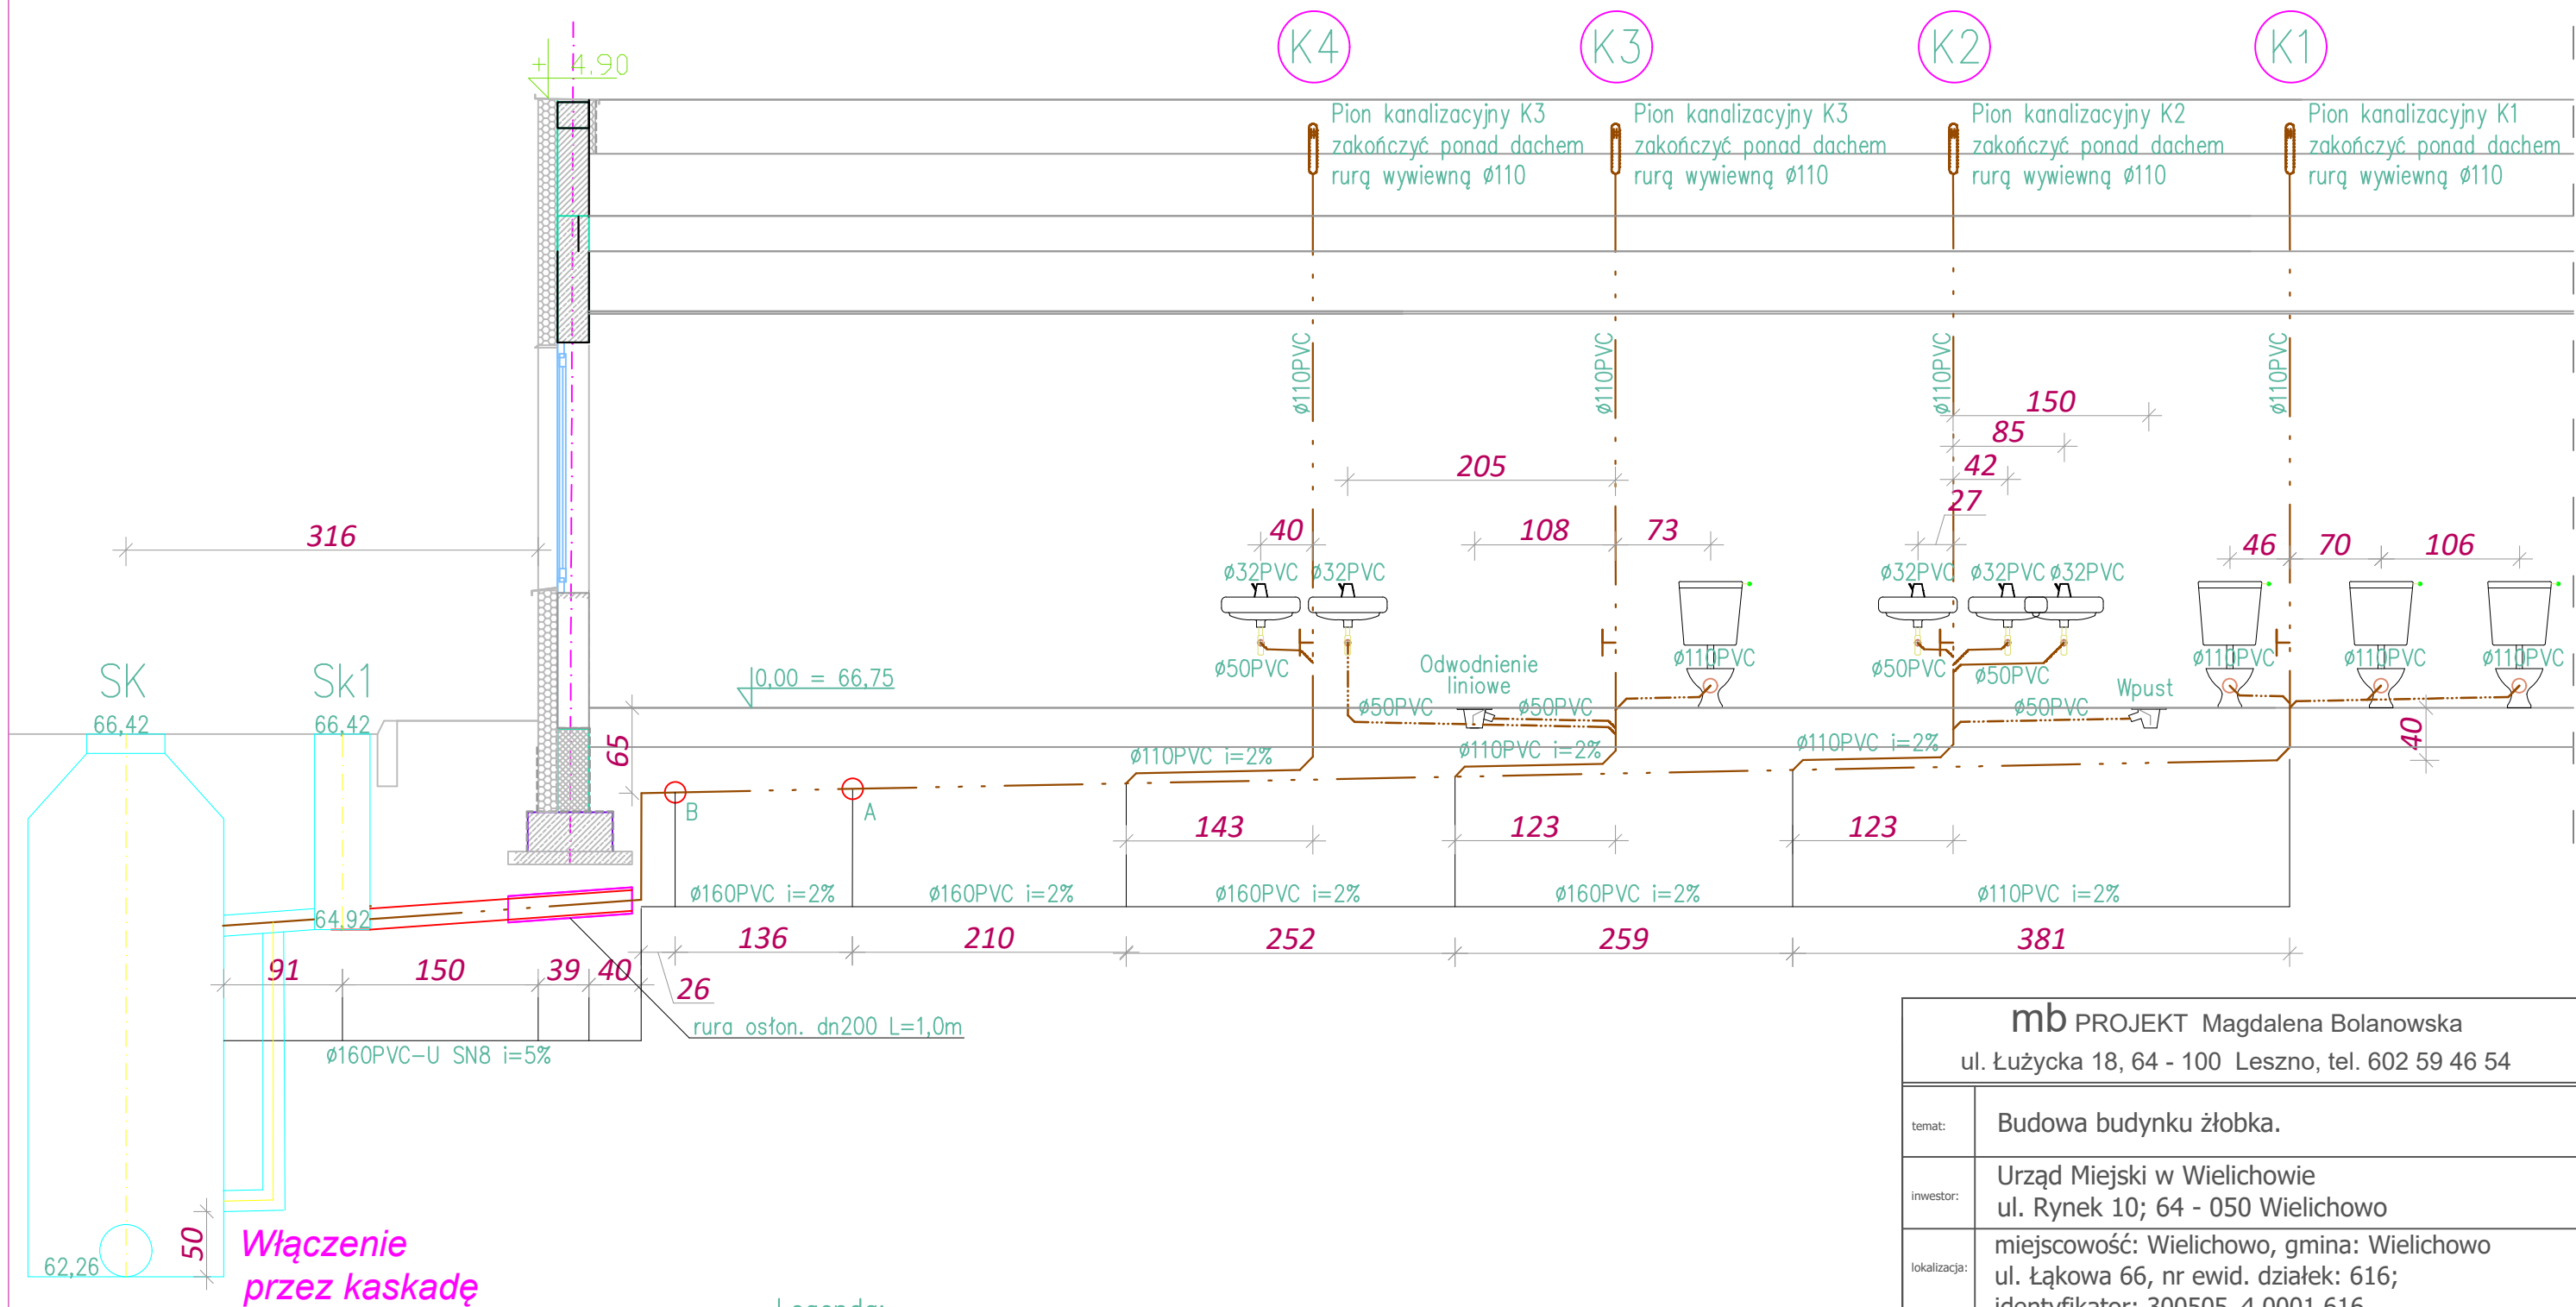 K4
K3
K2
K1
+ 4.90
Pion kanalizacyjny K3
zakończyć ponad dachem
rurą wywiewną ø110
Pion kanalizacyjny K3
zakończyć ponad dachem
rurą wywiewną ø110
Pion kanalizacyjny K2
zakończyć ponad dachem
rurą wywiewną ø110
Pion kanalizacyjny K1
zakończyć ponad dachem
rurą wywiewną ø110
ø110PVC
ø110PVC
ø110PVC
ø110PVC
150
85
205
42
27
316
40
108
73
46
70
106
ø32PVC
ø32PVC
ø32PVC
ø32PVC
ø32PVC
SK
Sk1
0,00 = 66,75
ø50PVC
Odwodnienie
liniowe
ø110PVC
ø50PVC
ø50PVC
ø110PVC
ø110PVC
ø110PVC
66,42
66,42
ø50PVC
ø50PVC
Wpust
ø50PVC
65
40
ø110PVC i=2%
ø110PVC i=2%
ø110PVC i=2%
B
A
143
123
123
ø160PVC i=2%
ø160PVC i=2%
ø160PVC i=2%
ø160PVC i=2%
ø110PVC i=2%
64,92
136
210
252
259
381
91
150
39
40
26
rura osłon. dn200 L=1,0m
ø160PVC-U SN8 i=5%
50
62,26
Włączenie
przez kaskadę
Legenda:
mb PROJEKT Magdalena Bolanowska
ul. Łużycka 18, 64 - 100 Leszno, tel. 602 59 46 54
temat:
Budowa budynku żłobka.
inwestor:
Urząd Miejski w Wielichowie
ul. Rynek 10; 64 - 050 Wielichowo
lokalizacja:
miejscowość: Wielichowo, gmina: Wielichowo
ul. Łąkowa 66, nr ewid. działek: 616;
identyfikator: 300505_4.0001.616